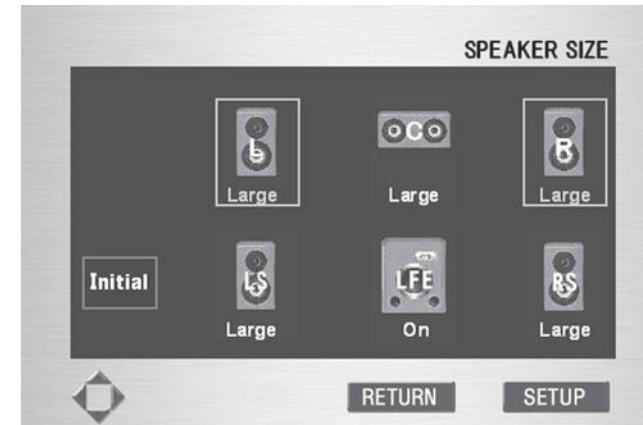 SPEAKER SIZE
L C R
Large Large Large
Initial LS LFE RS
Large On Large
RETURN SETUP